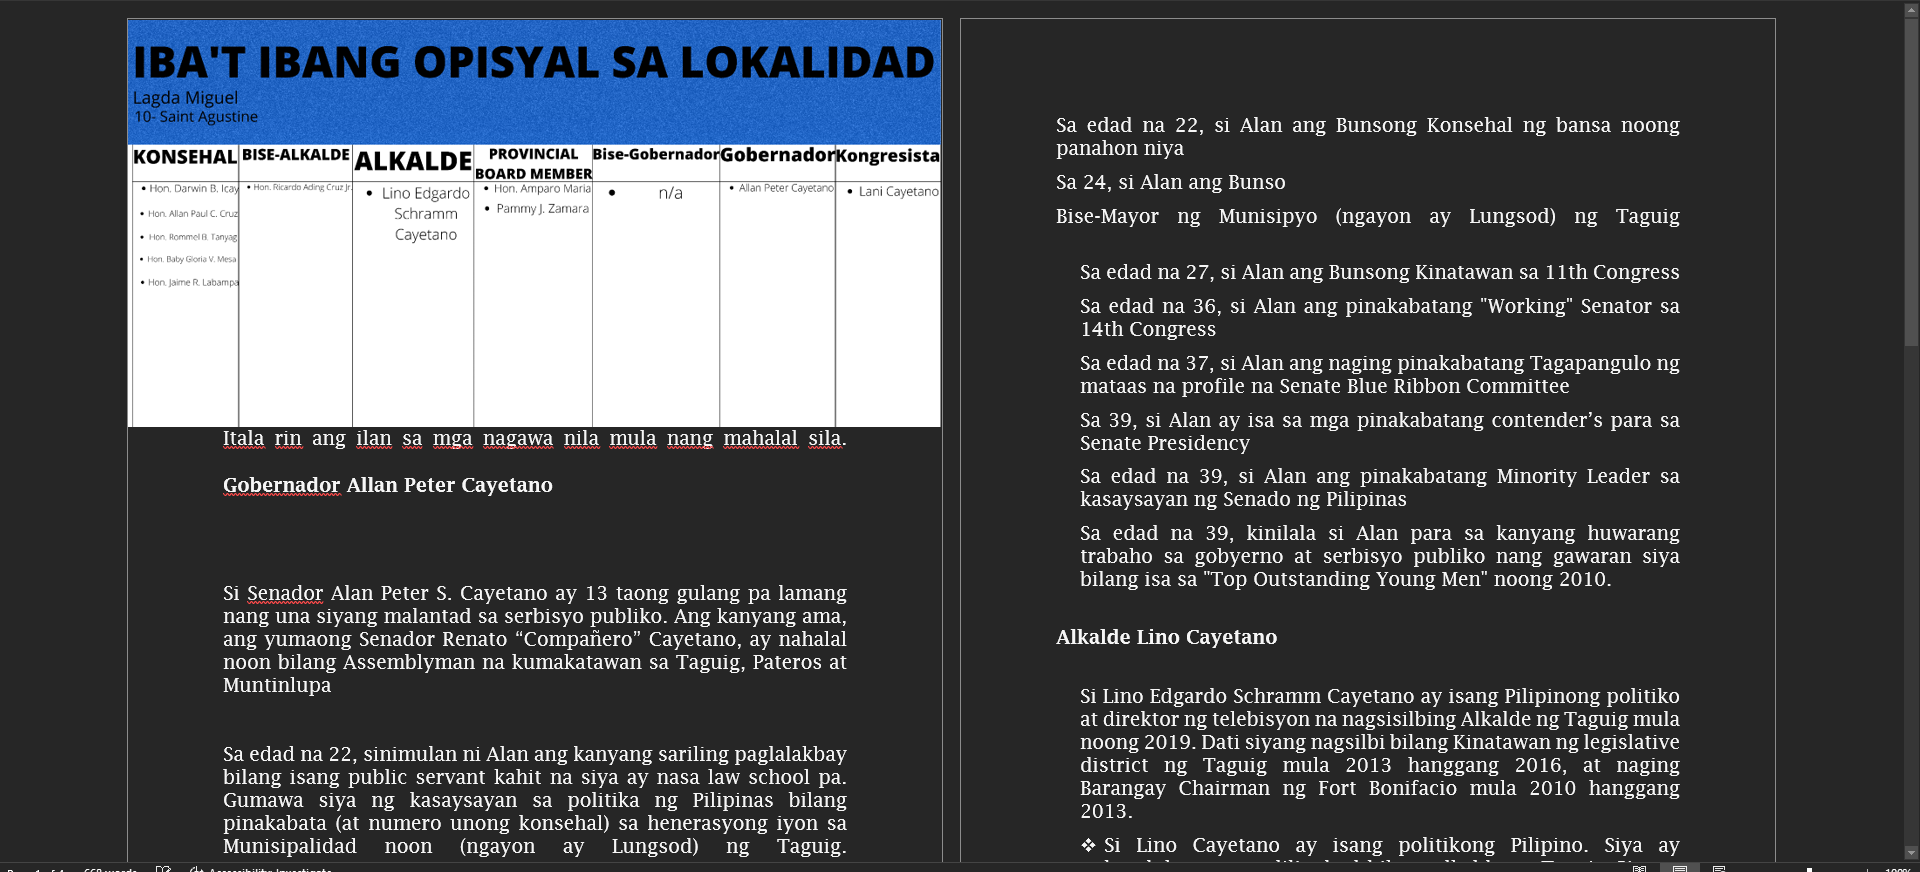 IBA'T IBANG OPISYAL SA LOKALIDAD
Lagda Miguel
10- Saint Agustine
KONSEHAL
Hon. Darwin B. Icay
Hon. Allan Paul C. Cruz
Hon. Rommel B. Tanyag
Hon. Baby Gloria V. Mesa
Hon. Jaime R. Labampa
BISE-ALKALDE
Hon. Ricardo Ading Cruz Jr.
ALKALDE
Lino Edgardo
Schramm
Cayetano
PROVINCIAL
BOARD MEMBER
Hon. Amparo Maria
Pammy J. Zamara
Bise-Gobernador
n/a
Gobernador
Allan Peter Cayetano
Kongresista
Lani Cayetano
Itala rin ang ilan sa mga nagawa nila mula nang mahalal sila.
Gobernador Allan Peter Cayetano
Si Senador Alan Peter S. Cayetano ay 13 taong gulang pa lamang
nang una siyang malantad sa serbisyo publiko. Ang kanyang ama,
ang yumaong Senador Renato “Compañero” Cayetano, ay nahalal
noon bilang Assemblyman na kumakatawan sa Taguig, Pateros at
Muntinlupa
Sa edad na 22, sinimulan ni Alan ang kanyang sariling paglalakbay
bilang isang public servant kahit na siya ay nasa law school pa.
Gumawa siya ng kasaysayan sa politika ng Pilipinas bilang
pinakabata (at numero unong konsehal) sa henerasyong iyon sa
Munisipalidad noon (ngayon ay Lungsod) ng Taguig.
Sa edad na 22, si Alan ang Bunsong Konsehal ng bansa noong
panahon niya
Sa 24, si Alan ang Bunso
Bise-Mayor ng Munisipyo (ngayon ay Lungsod) ng Taguig
Sa edad na 27, si Alan ang Bunsong Kinatawan sa 11th Congress
Sa edad na 36, si Alan ang pinakabatang "Working" Senator sa
14th Congress
Sa edad na 37, si Alan ang naging pinakabatang Tagapangulo ng
mataas na profile na Senate Blue Ribbon Committee
Sa 39, si Alan ay isa sa mga pinakabatang contender’s para sa
Senate Presidency
Sa edad na 39, si Alan ang pinakabatang Minority Leader sa
kasaysayan ng Senado ng Pilipinas
Sa edad na 39, kinilala si Alan para sa kanyang huwarang
trabaho sa gobyerno at serbisyo publiko nang gawaran siya
bilang isa sa "Top Outstanding Young Men" noong 2010.
Alkalde Lino Cayetano
Si Lino Edgardo Schramm Cayetano ay isang Pilipinong politiko
at direktor ng telebisyon na nagsisilbing Alkalde ng Taguig mula
noong 2019. Dati siyang nagsilbi bilang Kinatawan ng legislative
district ng Taguig mula 2013 hanggang 2016, at naging
Barangay Chairman ng Fort Bonifacio mula 2010 hanggang
2013.
❖ Si Lino Cayetano ay isang politikong Pilipino. Siya ay